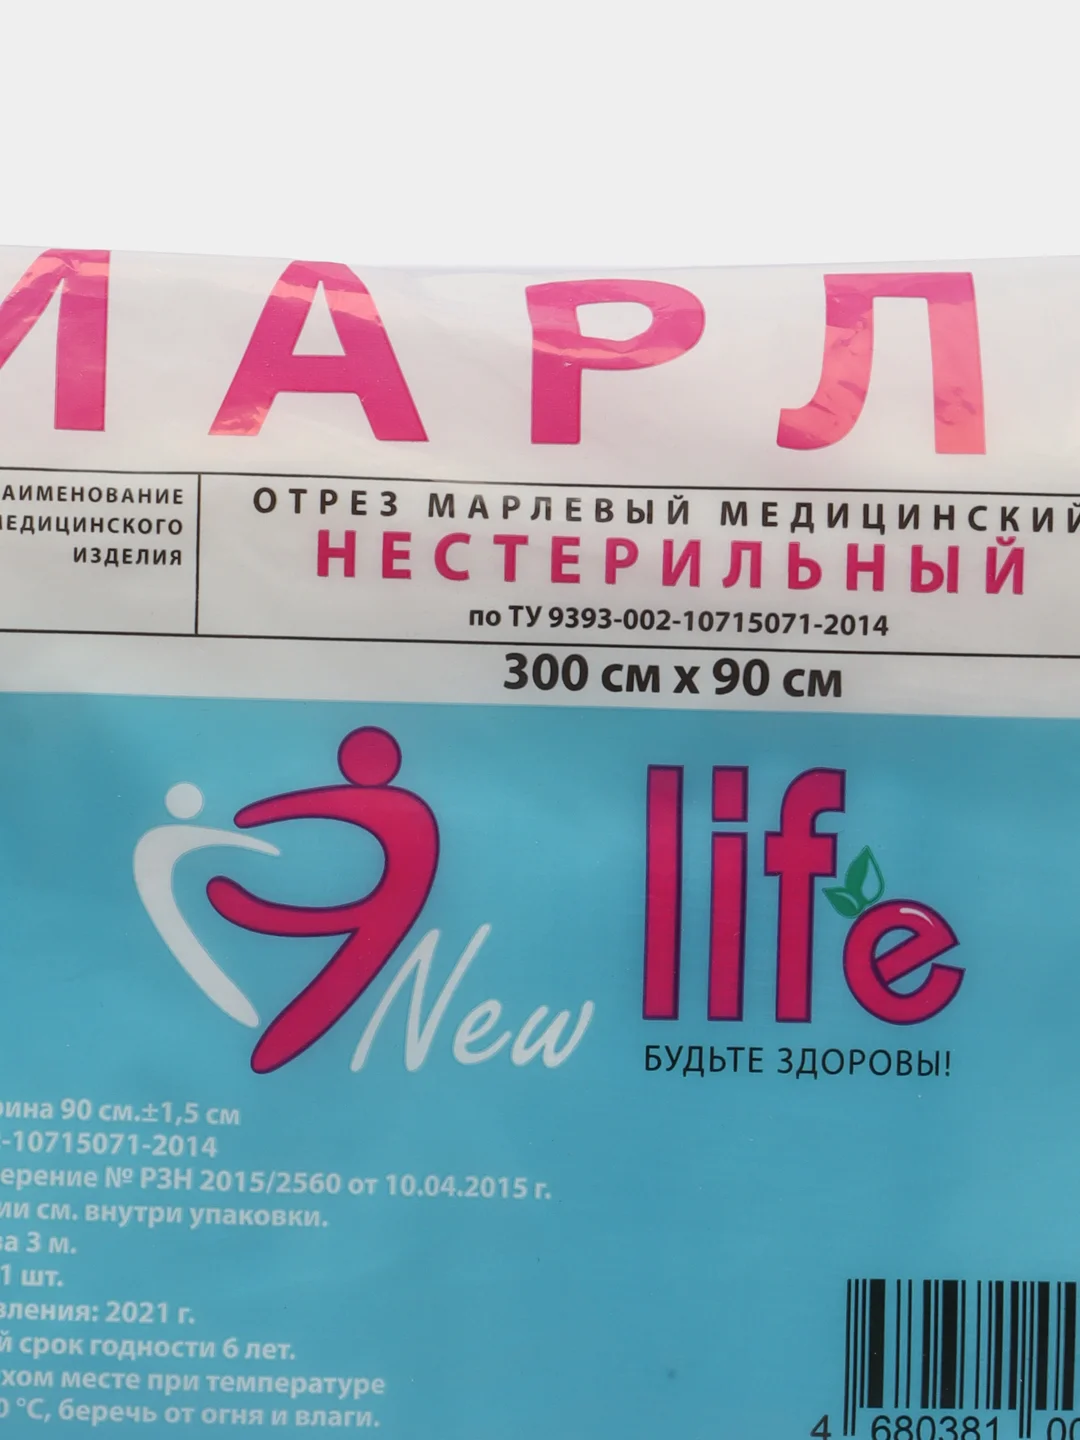 МАРЛ
НАИМЕНОВАНИЕ
МЕДИЦИНСКОГО
ИЗДЕЛИЯ
ОТРЕЗ МАРЛЕВЫЙ МЕДИЦИНСКИЙ
НЕСТЕРИЛЬНЫЙ
по ТУ 9393-002-10715071-2014
300 см х 90 см
New
life
БУДЬТЕ ЗДОРОВЫ!
рина 90 см.±1,5 см
-10715071-2014
ерение № РЗН 2015/2560 от 10.04.2015 г.
ии см. внутри упаковки.
ва 3 м.
1 шт.
вления: 2021 г.
й срок годности 6 лет.
хом месте при температуре
0 °С, беречь от огня и влаги.
4 680381 00